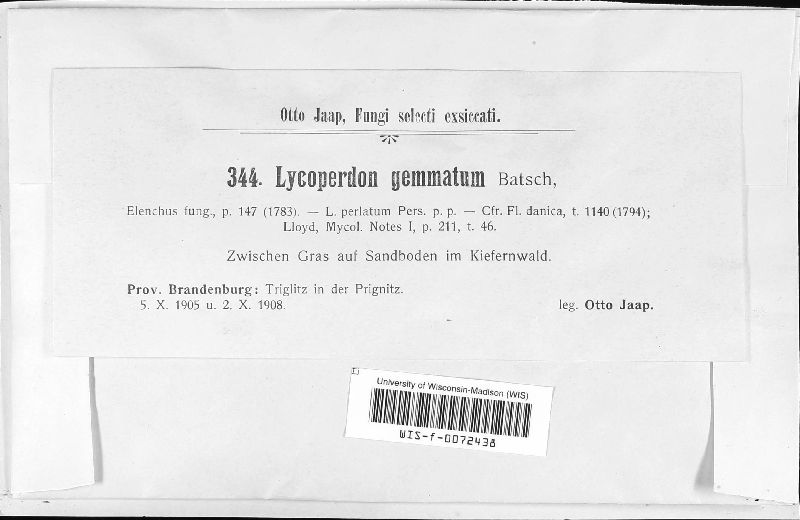 Otto Jaap, Fungi selecti exsiccati.
344. Lycoperdon gemmatum Batsch,
Elenchus fung., p. 147 (1783). — L. perlatum Pers. p. p. — Cfr. Fl. danica, t. 1140 (1794);
Lloyd, Mycol. Notes I, p. 211, t. 46.
Zwischen Gras auf Sandboden im Kiefernwald.
Prov. Brandenburg: Triglitz in der Prignitz.
5. X. 1905 u. 2. X. 1908. leg. Otto Jaap.
University of Wisconsin-Madison (WIS)
WIS-f-0072438